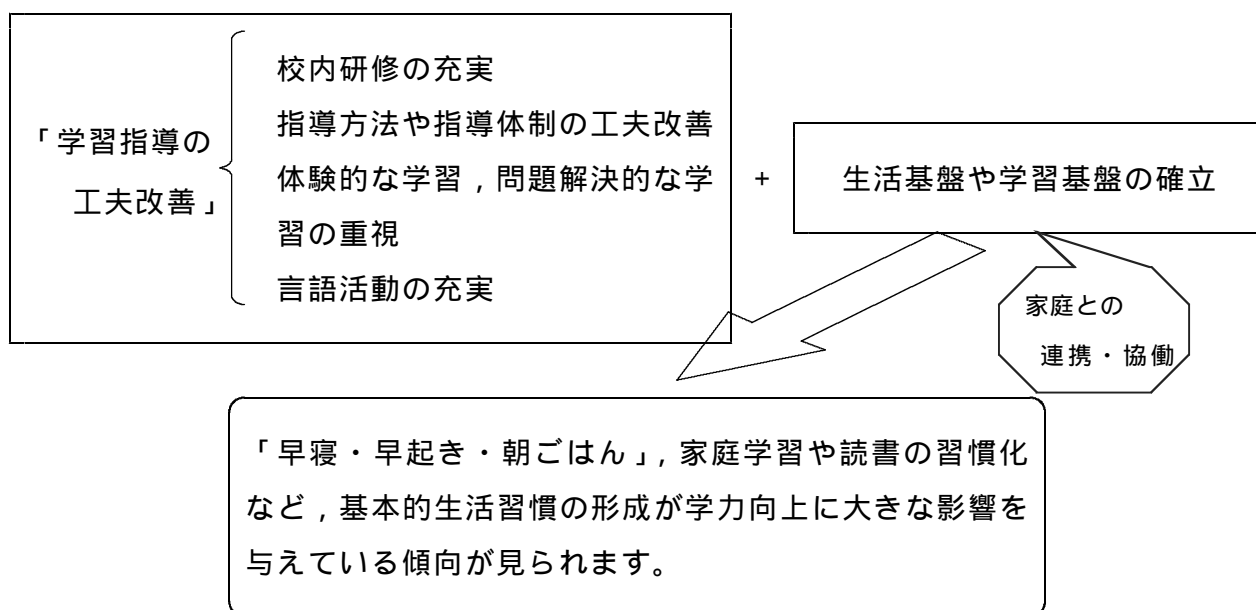 「学習指導の
工夫改善」
校内研修の充実
指導方法や指導体制の工夫改善
体験的な学習，問題解決的な学
習の重視
言語活動の充実
+
生活基盤や学習基盤の確立
家庭との
連携・協働
「早寝・早起き・朝ごはん」，家庭学習や読書の習慣化
など，基本的生活習慣の形成が学力向上に大きな影響を
与えている傾向が見られます。